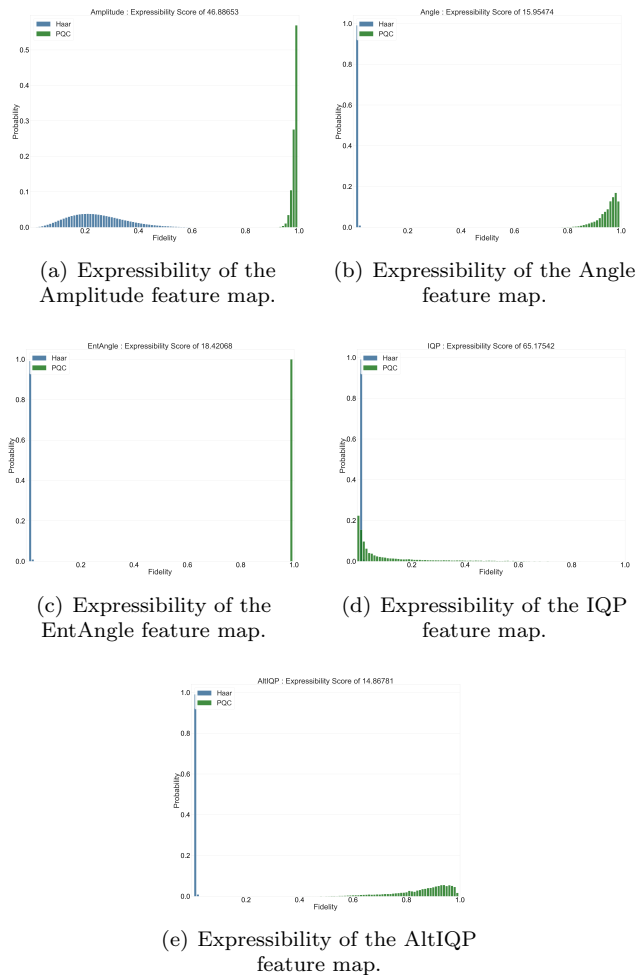 Amplitude : Expressibility Score of 46.88653
Haar
PQC
Probability
0.5
0.4
0.3
0.2
0.1
0.0
0.2
0.4
0.6
0.8
1.0
Fidelity
(a) Expressibility of the
Amplitude feature map.
Angle : Expressibility Score of 15.95474
Haar
PQC
Probability
1.0
0.8
0.6
0.4
0.2
0.0
0.2
0.4
0.6
0.8
1.0
Fidelity
(b) Expressibility of the Angle
feature map.
EntAngle : Expressibility Score of 18.42068
Haar
PQC
Probability
1.0
0.8
0.6
0.4
0.2
0.0
0.2
0.4
0.6
0.8
1.0
Fidelity
(c) Expressibility of the
EntAngle feature map.
IQP : Expressibility Score of 65.17542
Haar
PQC
Probability
1.0
0.8
0.6
0.4
0.2
0.0
0.2
0.4
0.6
0.8
1.0
Fidelity
(d) Expressibility of the IQP
feature map.
AltIQP : Expressibility Score of 14.86781
Haar
PQC
Probability
1.0
0.8
0.6
0.4
0.2
0.0
0.2
0.4
0.6
0.8
1.0
Fidelity
(e) Expressibility of the AltIQP
feature map.